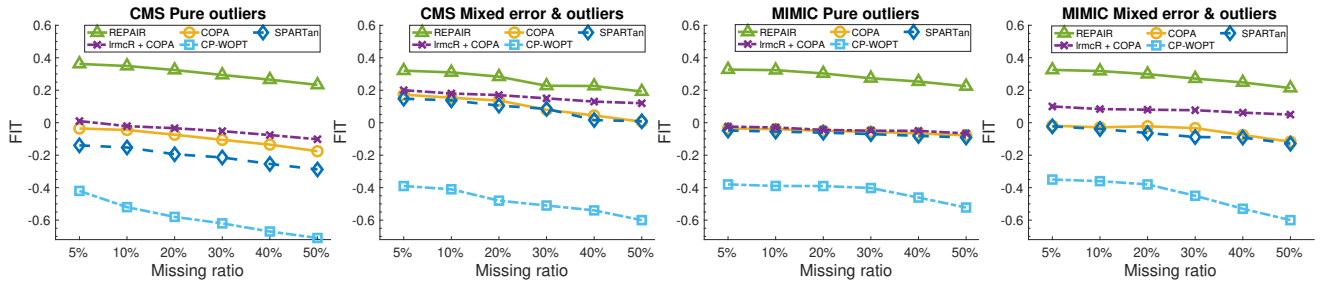 CMS Pure outliers
REPAIR COPA SPARTan
lrmcR + COPA CP-WOPT
FIT
0.6
0.4
0.2
0
-0.2
-0.4
-0.6
5% 10% 20% 30% 40% 50%
Missing ratio
CMS Mixed error & outliers
REPAIR COPA SPARTan
lrmcR + COPA CP-WOPT
FIT
0.6
0.4
0.2
0
-0.2
-0.4
-0.6
5% 10% 20% 30% 40% 50%
Missing ratio
MIMIC Pure outliers
REPAIR COPA SPARTan
lrmcR + COPA CP-WOPT
FIT
0.6
0.4
0.2
0
-0.2
-0.4
-0.6
5% 10% 20% 30% 40% 50%
Missing ratio
MIMIC Mixed error & outliers
REPAIR COPA SPARTan
lrmcR + COPA CP-WOPT
FIT
0.6
0.4
0.2
0
-0.2
-0.4
-0.6
5% 10% 20% 30% 40% 50%
Missing ratio